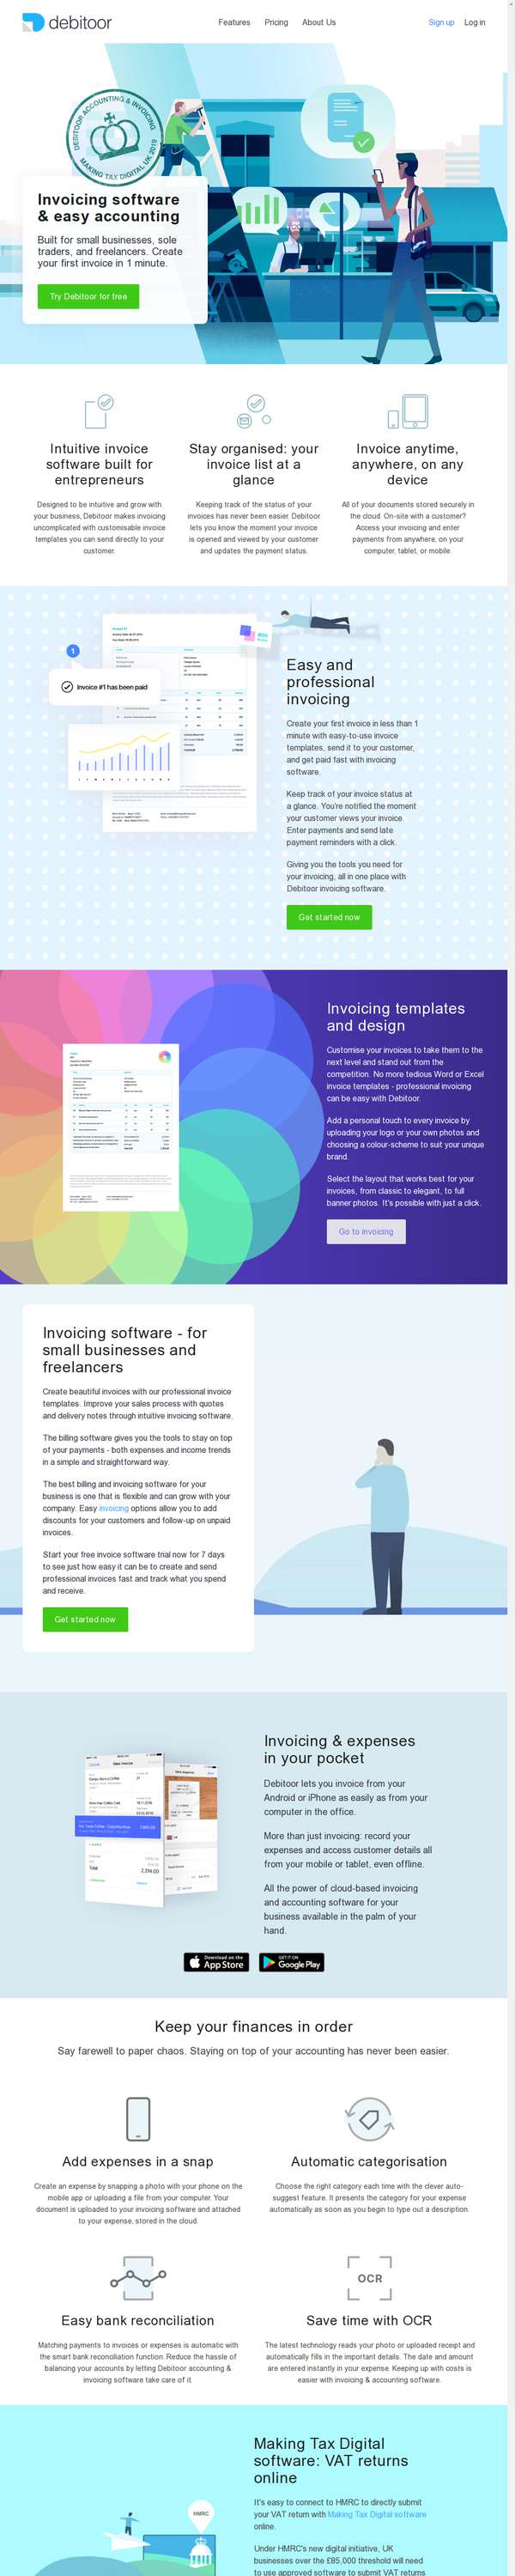 debitoor
Features Pricing About Us
Sign up Log in
DEBITOOR ACCOUNTING & INVOICING
MAKING TAX DIGITAL UK 2019
Invoicing software
& easy accounting
Built for small businesses, sole
traders, and freelancers. Create
your first invoice in 1 minute.
Try Debitoor for free
Intuitive invoice
software built for
entrepreneurs
Designed to be intuitive and grow with
your business, Debitoor makes invoicing
uncomplicated with customisable invoice
templates you can send directly to your
customer.
Stay organised: your
invoice list at a
glance
Keeping track of the status of your
invoices has never been easier. Debitoor
lets you know the moment your invoice
is opened and viewed by your customer
and updates the payment status.
Invoice anytime,
anywhere, on any
device
All of your documents stored securely in
the cloud. On-site with a customer?
Access your invoicing and enter
payments from anywhere, on your
computer, tablet, or mobile.
1
Invoice #1 has been paid
Easy and
professional
invoicing
Create your first invoice in less than 1
minute with easy-to-use invoice
templates, send it to your customer,
and get paid fast with invoicing
software.
Keep track of your invoice status at
a glance. You're notified the moment
your customer views your invoice.
Enter payments and send late
payment reminders with a click.
Giving you the tools you need for
your invoicing, all in one place with
Debitoor invoicing software.
Get started now
Invoicing templates
and design
Customise your invoices to take them to the
next level and stand out from the
competition. No more tedious Word or Excel
invoice templates - professional invoicing
can be easy with Debitoor.
Add a personal touch to every invoice by
uploading your logo or your own photos and
choosing a colour-scheme to suit your unique
brand.
Select the layout that works best for your
invoices, from classic to elegant, to full
banner photos. It's possible with just a click.
Go to invoicing
Invoicing software - for
small businesses and
freelancers
Create beautiful invoices with our professional invoice
templates. Improve your sales process with quotes
and delivery notes through intuitive invoicing software.
The billing software gives you the tools to stay on top
of your payments - both expenses and income trends
in a simple and straightforward way.
The best billing and invoicing software for your
business is one that is flexible and can grow with your
company. Easy invoicing options allow you to add
discounts for your customers and follow-up on unpaid
invoices.
Start your free invoice software trial now for 7 days
to see just how easy it can be to create and send
professional invoices fast and track what you spend
and receive.
Get started now
Total 2,216.00
Invoicing & expenses
in your pocket
Debitoor lets you invoice from your
Android or iPhone as easily as from your
computer in the office.
More than just invoicing: record your
expenses and access customer details all
from your mobile or tablet, even offline.
All the power of cloud-based invoicing
and accounting software for your
business available in the palm of your
hand.
Download on the
App Store
GET IT ON
Google Play
Keep your finances in order
Say farewell to paper chaos. Staying on top of your accounting has never been easier.
Add expenses in a snap
Create an expense by snapping a photo with your phone on the
mobile app or uploading a file from your computer. Your
document is uploaded to your invoicing software and attached
to your expense, stored in the cloud.
Automatic categorisation
Choose the right category each time with the clever auto-
suggest feature. It presents the category for your expense
automatically as soon as you begin to type out a description.
Easy bank reconciliation
Matching payments to invoices or expenses is automatic with
the smart bank reconciliation function. Reduce the hassle of
balancing your accounts by letting Debitoor accounting &
invoicing software take care of it.
OCR
Save time with OCR
The latest technology reads your photo or uploaded receipt and
automatically fills in the important details. The date and amount
are entered instantly in your expense. Keeping up with costs is
easier with invoicing & accounting software.
HMRC
Making Tax Digital
software: VAT returns
online
It's easy to connect to HMRC to directly submit
your VAT return with Making Tax Digital software
online.
Under HMRC's new digital initiative, UK
businesses over the £85,000 threshold will need
to use approved software to submit VAT returns